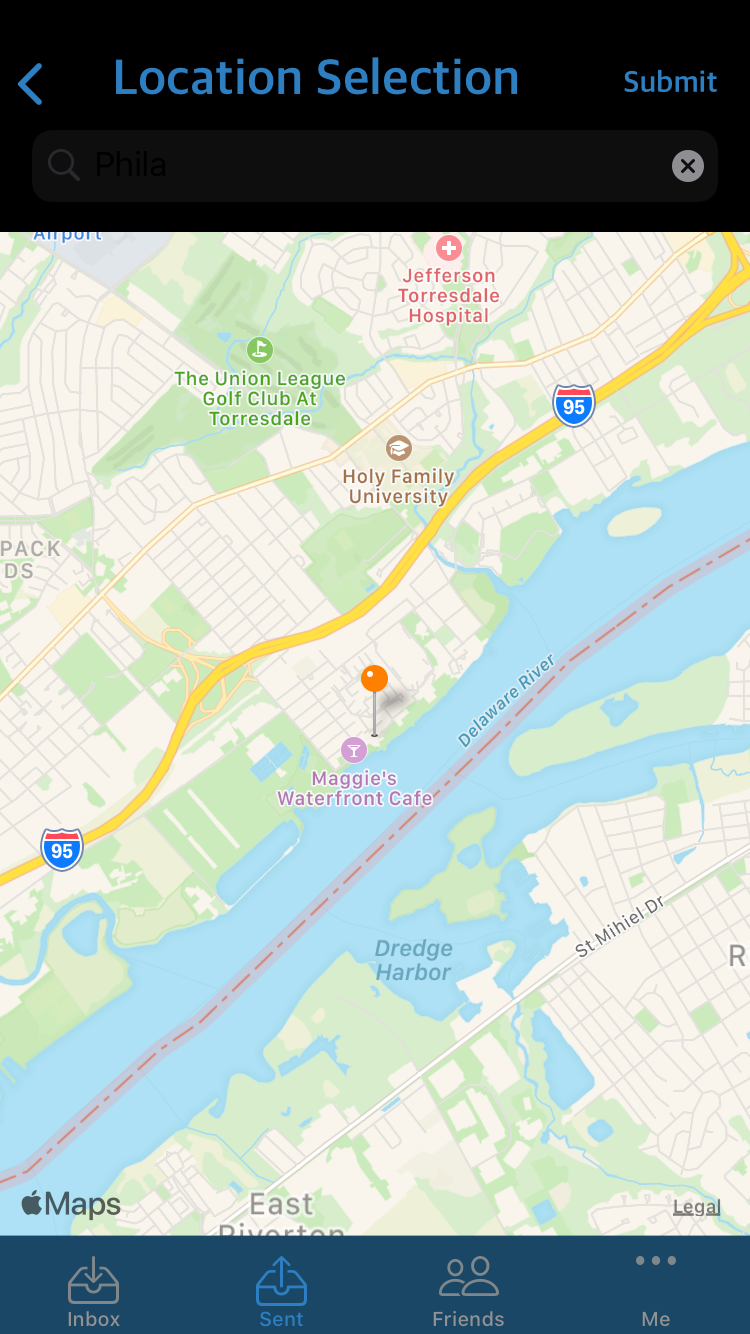 Location Selection
Submit
Phila
Airport
Jefferson
Torresdale
Hospital
The Union League
Golf Club At
Torresdale
95
Holy Family
University
PACK
DS
Delaware River
Maggie's
Waterfront Cafe
95
St Mihiel Dr
Dredge
Harbor
R
Maps
East
Riverton
Legal
Inbox
Sent
Friends
Me